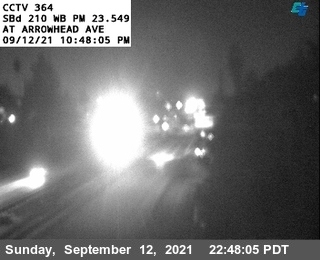 CCTV 364
SBd 210 WB PM 23.549
AT ARROWHEAD AVE
09/12/21 10:48:05 PM
Sunday, September 12, 2021 22:48:05 PDT